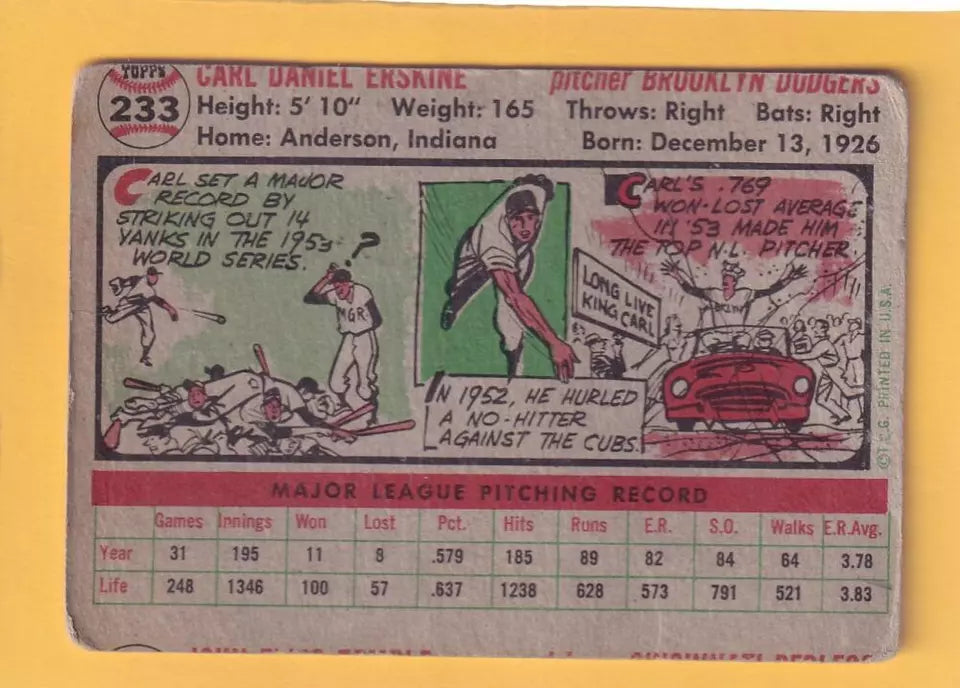 TOPPS
233
CARL DANIEL ERSKINE pitcher BROOKLYN DODGERS
Height: 5' 10" Weight: 165 Throws: Right Bats: Right
Home: Anderson, Indiana Born: December 13, 1926
CARL SET A MAJOR
RECORD BY
STRIKING OUT 14
YANKS IN THE 1953
WORLD SERIES.
?
MGR.
IN 1952, HE HURLED
A NO-HITTER
AGAINST THE CUBS.
CARL'S .769
WON-LOST AVERAGE
IN '53 MADE HIM
THE TOP N.L. PITCHER.
LONG LIVE
KING CARL
BKLYN
©T.C.G. PRINTED IN U.S.A.
MAJOR LEAGUE PITCHING RECORD
Games Innings Won Lost Pct. Hits Runs E.R. S.O. Walks E.R.Avg.
Year 31 195 11 8 .579 185 89 82 84 64 3.78
Life 248 1346 100 57 .637 1238 628 573 791 521 3.83
CINCINNATI REDLEGS